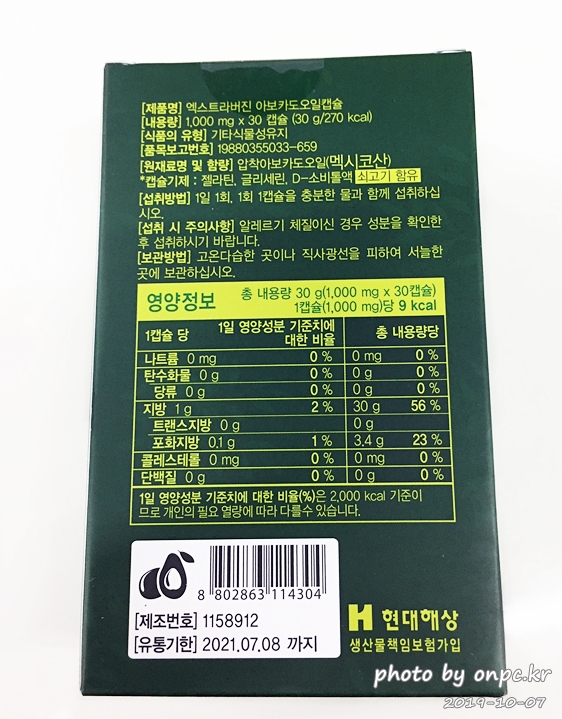 [제품명] 엑스트라버진 아보카도오일캡슐
[내용량] 1,000 mg x 30 캡슐 (30 g/270 kcal)
[식품의 유형] 기타식물성유지
[품목보고번호] 19880355033-659
[원재료명 및 함량] 압착아보카도오일(멕시코산)
*캡슐기제 : 젤라틴, 글리세린, D-소비톨액 쇠고기 함유
[섭취방법] 1일 1회, 1회 1캡슐을 충분한 물과 함께 섭취하십
시오.
[섭취 시 주의사항] 알레르기 체질이신 경우 성분을 확인한
후 섭취하시기 바랍니다.
[보관방법] 고온다습한 곳이나 직사광선을 피하여 서늘한
곳에 보관하십시오.
영양정보 총 내용량 30 g(1,000 mg x 30캡슐)
1캡슐(1,000 mg)당 9 kcal
1캡슐 당 1일 영양성분 기준치에 대한 비율 총 내용량당
나트륨 0 mg 0 % 0 mg 0 %
탄수화물 0 g 0 % 0 g 0 %
당류 0 g 0 % 0 g 0 %
지방 1 g 2 % 30 g 56 %
트랜스지방 0 g 0 g
포화지방 0.1 g 1 % 3.4 g 23 %
콜레스테롤 0 mg 0 % 0 mg 0 %
단백질 0 g 0 % 0 g 0 %
1일 영양성분 기준치에 대한 비율(%)은 2,000 kcal 기준이
므로 개인의 필요 열량에 따라 다를수 있습니다.
8 802863 114304
[제조번호] 1158912
[유통기한] 2021.07.08 까지
H 현대해상
생산물책임보험가입
photo by onpc.kr
2019-10-07